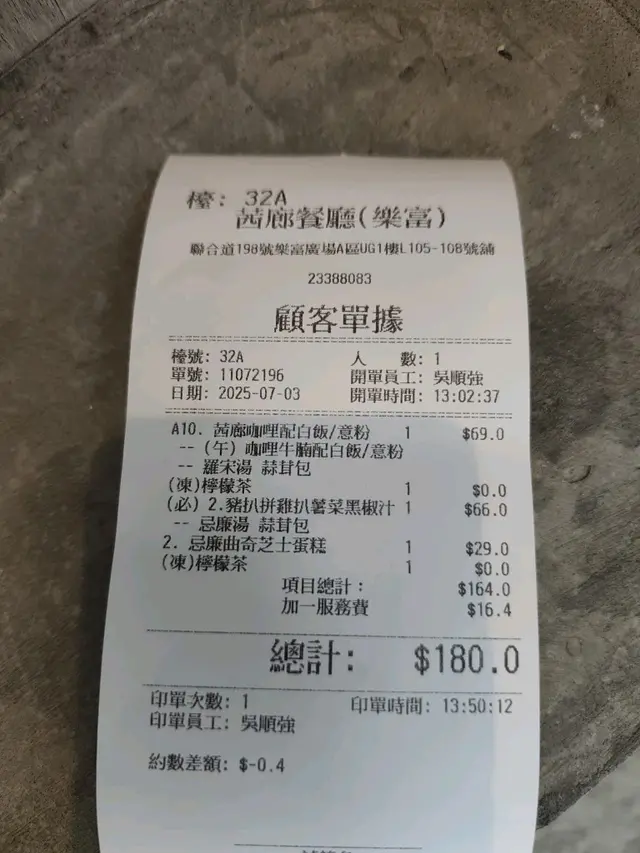 檯: 32A
茜廊餐廳(樂富)
聯合道198號樂富廣場A區UG1樓L105-108號舖
23388083
顧客單據
檯號: 32A 人 數: 1
單號: 11072196 開單員工: 吳順強
日期: 2025-07-03 開單時間: 13:02:37
A10. 茜廊咖哩配白飯/意粉 1 $69.0
-- (午) 咖哩牛腩配白飯/意粉
-- 羅宋湯 蒜茸包
(凍)檸檬茶 1 $0.0
(必) 2.豬扒拼雞扒薯菜黑椒汁 1 $66.0
-- 忌廉湯 蒜茸包
2. 忌廉曲奇芝士蛋糕 1 $29.0
(凍)檸檬茶 1 $0.0
項目總計: $164.0
加一服務費 $16.4
總計: $180.0
印單次數: 1 印單時間: 13:50:12
印單員工: 吳順強
約數差額: $-0.4